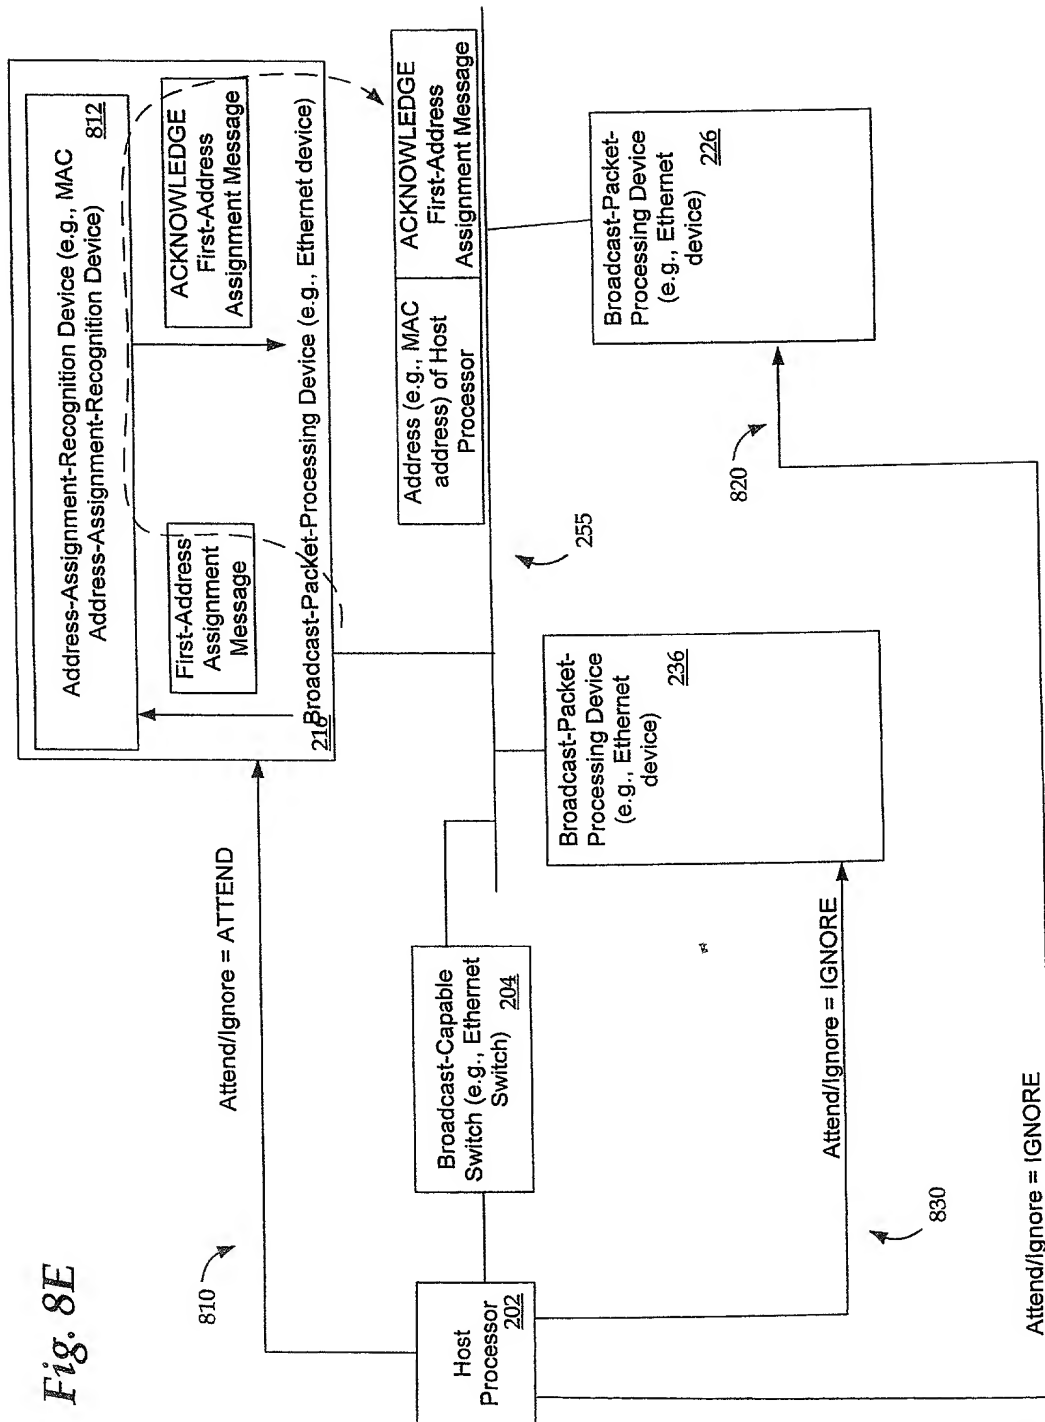 Fig. 8E
Address-Assignment-Recognition Device (e.g., MAC
Address-Assignment-Recognition Device)
812
First-Address
Assignment
Message
ACKNOWLEDGE
First-Address
Assignment Message
Broadcast-Packet-Processing Device (e.g., Ethernet device)
216
810
Attend/Ignore = ATTEND
Address (e.g., MAC
address) of Host
Processor
ACKNOWLEDGE
First-Address
Assignment Message
Host
Processor
202
Broadcast-Capable
Switch (e.g., Ethernet
Switch)
204
255
Broadcast-Packet-
Processing Device
(e.g., Ethernet
device)
236
Broadcast-Packet-
Processing Device
(e.g., Ethernet
device)
226
820
Attend/Ignore = IGNORE
830
Attend/Ignore = IGNORE